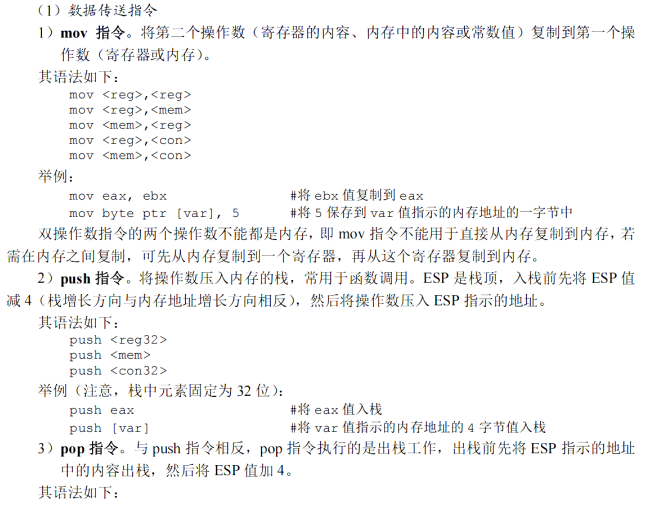 （1）数据传送指令
1）mov 指令。将第二个操作数（寄存器的内容、内存中的内容或常数值）复制到第一个操
作数（寄存器或内存）。
其语法如下：
mov <reg>,<reg>
mov <reg>,<mem>
mov <mem>,<reg>
mov <reg>,<con>
mov <mem>,<con>
举例：
mov eax, ebx #将 ebx 值复制到 eax
mov byte ptr [var], 5 #将 5 保存到 var 值指示的内存地址的一字节中
双操作数指令的两个操作数不能都是内存，即 mov 指令不能用于直接从内存复制到内存，若
需在内存之间复制，可先从内存复制到一个寄存器，再从这个寄存器复制到内存。
2）push 指令。将操作数压入内存的栈，常用于函数调用。ESP 是栈顶，入栈前先将 ESP 值
减 4（栈增长方向与内存地址增长方向相反），然后将操作数压入 ESP 指示的地址。
其语法如下：
push <reg32>
push <mem>
push <con32>
举例（注意，栈中元素固定为 32 位）：
push eax #将 eax 值入栈
push [var] #将 var 值指示的内存地址的 4 字节值入栈
3）pop 指令。与 push 指令相反，pop 指令执行的是出栈工作，出栈前先将 ESP 指示的地址
中的内容出栈，然后将 ESP 值加 4。
其语法如下：